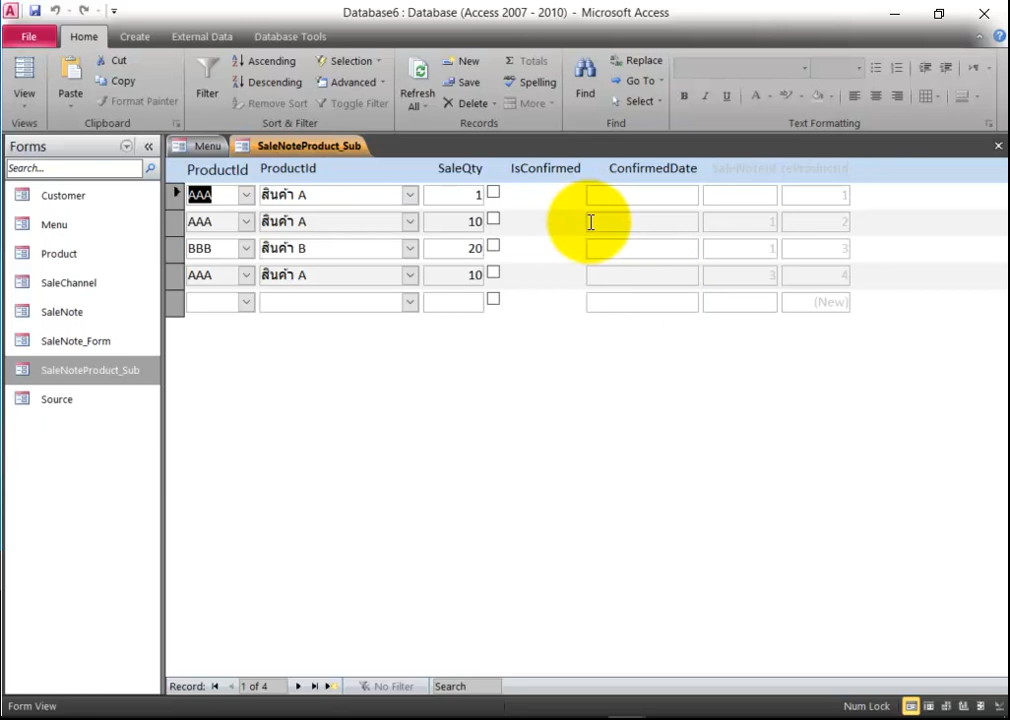 Database6 : Database (Access 2007 - 2010) - Microsoft Access
File Home Create External Data Database Tools
View
Views
Paste
Cut
Copy
Format Painter
Clipboard
Filter
Ascending
Descending
Remove Sort
Selection
Advanced
Toggle Filter
Sort & Filter
Refresh
All
New
Save
Delete
Totals
Spelling
More
Records
Find
Replace
Go To
Select
Find
B I U A
Text Formatting
Forms
Search...
Customer
Menu
Product
SaleChannel
SaleNote
SaleNote_Form
SaleNoteProduct_Sub
Source
Menu SaleNoteProduct_Sub
ProductId ProductId SaleQty IsConfirmed ConfirmedDate
AAA สินค้า A 1 1
AAA สินค้า A 10 1 2
BBB สินค้า B 20 1 3
AAA สินค้า A 10 3 4
(New)
Record: 1 of 4 No Filter Search
Form View Num Lock